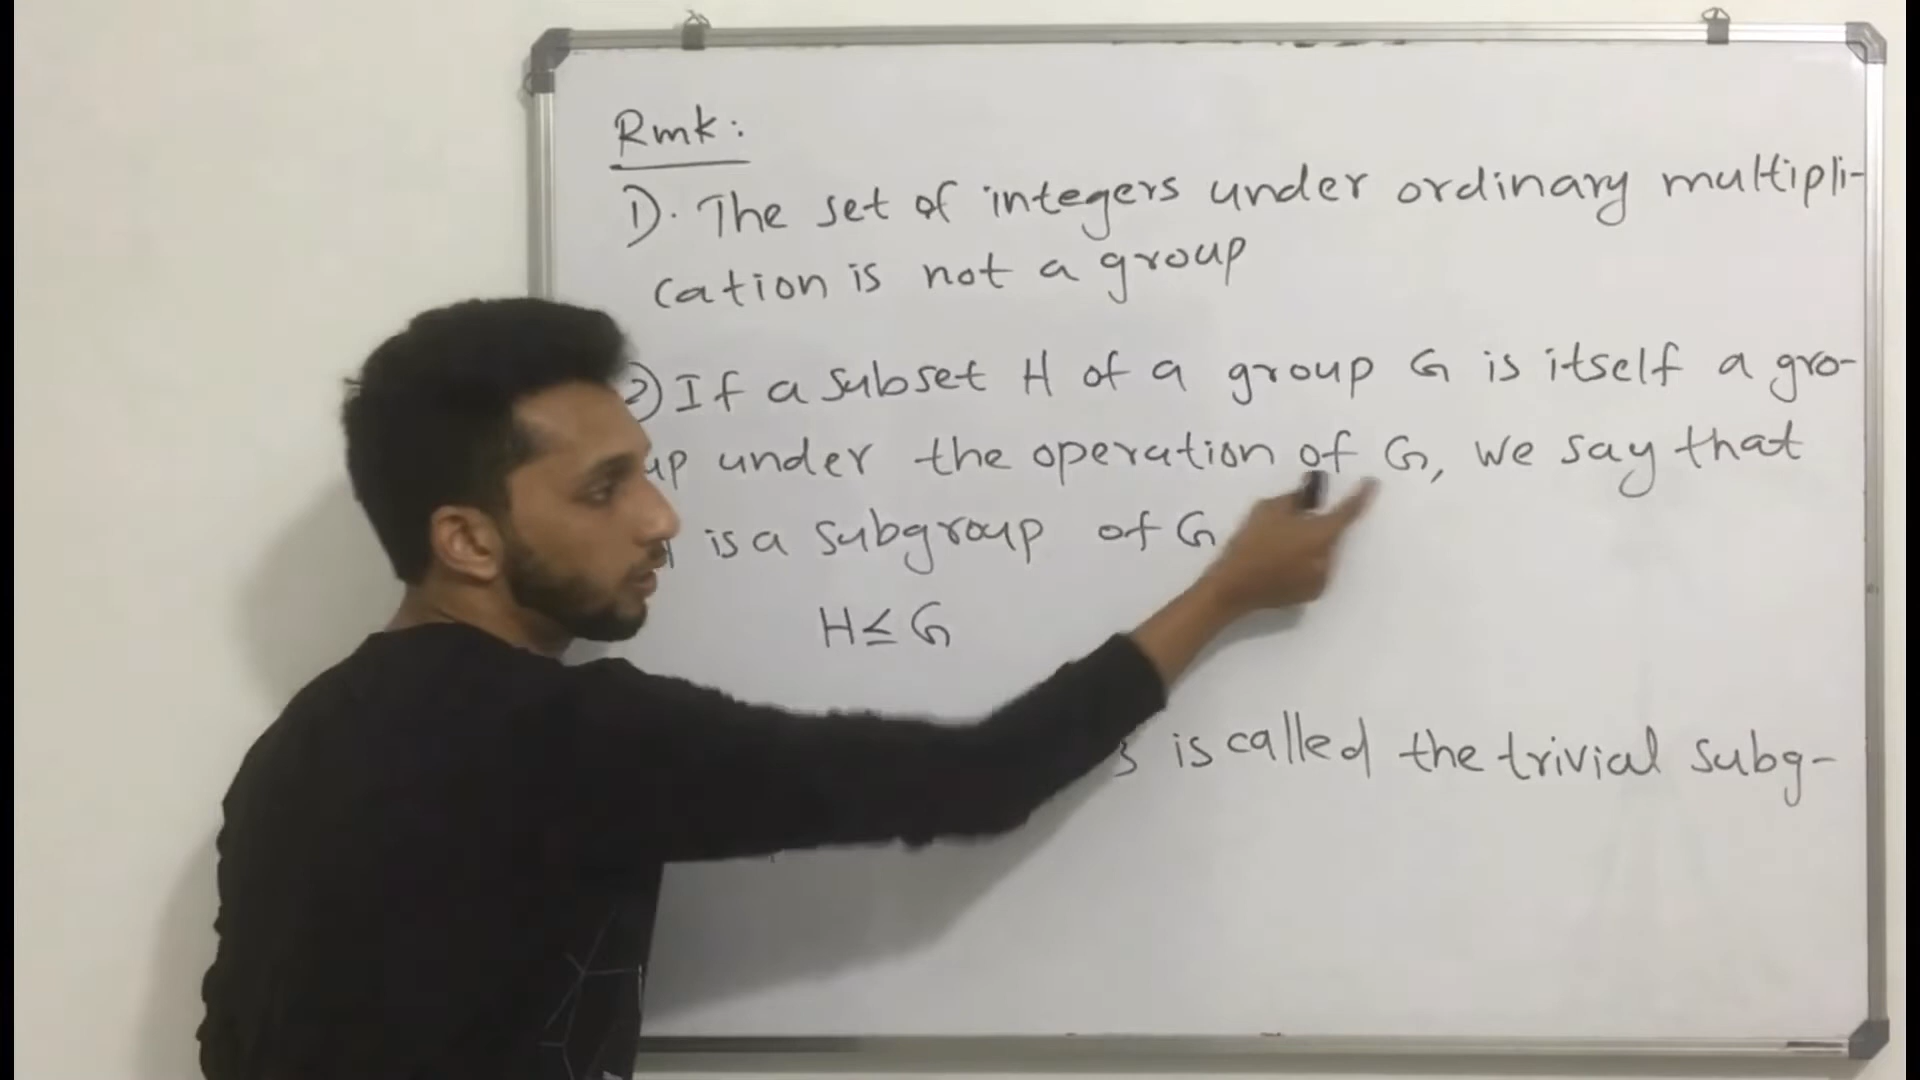 Rmk:
1). The set of integers under ordinary multipli-
cation is not a group
2) If a subset H of a group G is itself a gro-
up under the operation of G, we say that
is a subgroup of G
H ≤ G
} is called the trivial subg-